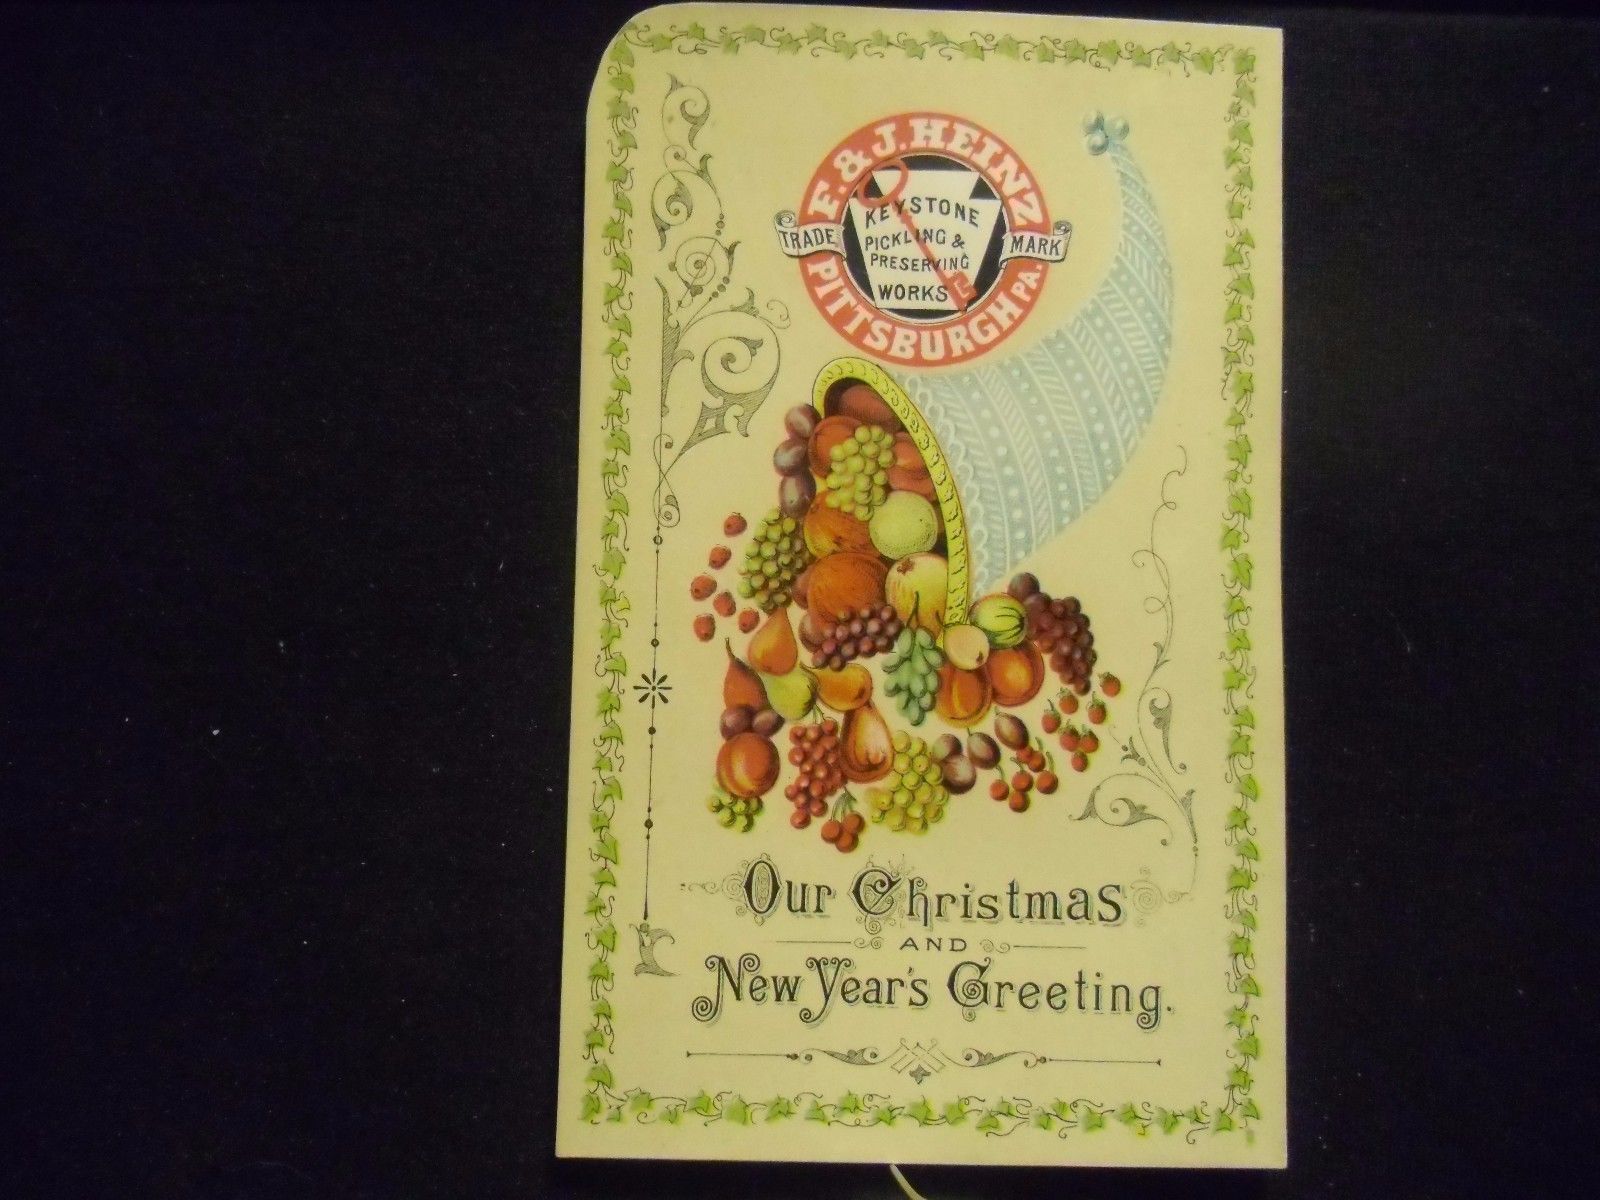 F. & J. HEINZ
TRADE MARK
KEYSTONE
PICKLING &
PRESERVING
WORKS
PITTSBURGH PA.
Our Christmas
AND
New Year's Greeting.